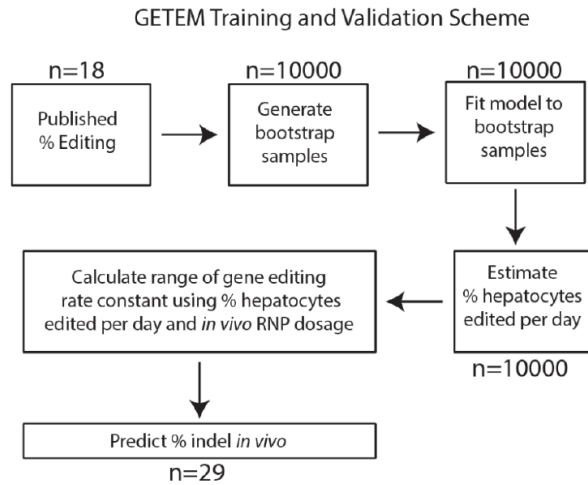 GETEM Training and Validation Scheme
n=18
Published
% Editing
n=10000
Generate
bootstrap
samples
n=10000
Fit model to
bootstrap
samples
Estimate
% hepatocytes
edited per day
n=10000
Calculate range of gene editing
rate constant using % hepatocytes
edited per day and in vivo RNP dosage
Predict % indel in vivo
n=29